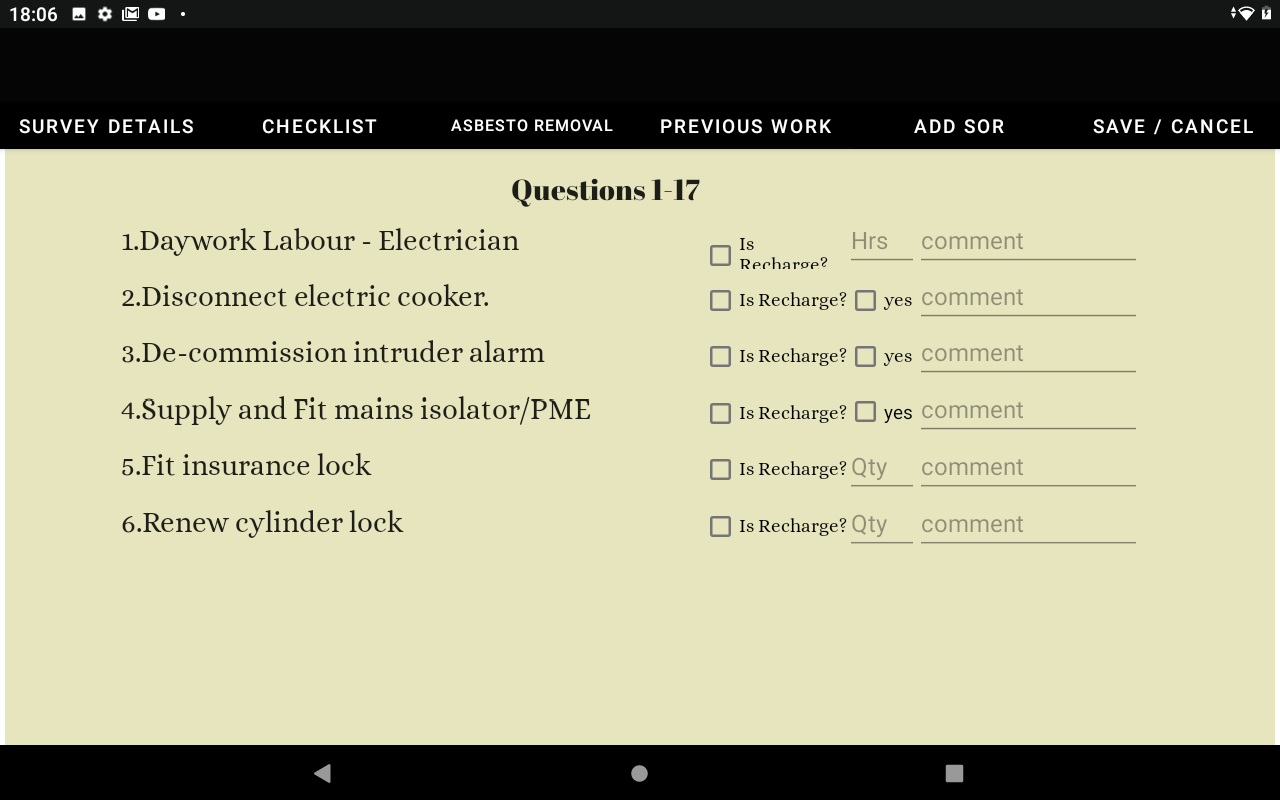 18:06
SURVEY DETAILS CHECKLIST ASBESTO REMOVAL PREVIOUS WORK ADD SOR SAVE / CANCEL
Questions 1-17
1.Daywork Labour - Electrician Is Recharge? Hrs comment
2.Disconnect electric cooker. Is Recharge? yes comment
3.De-commission intruder alarm Is Recharge? yes comment
4.Supply and Fit mains isolator/PME Is Recharge? yes comment
5.Fit insurance lock Is Recharge? Qty comment
6.Renew cylinder lock Is Recharge? Qty comment